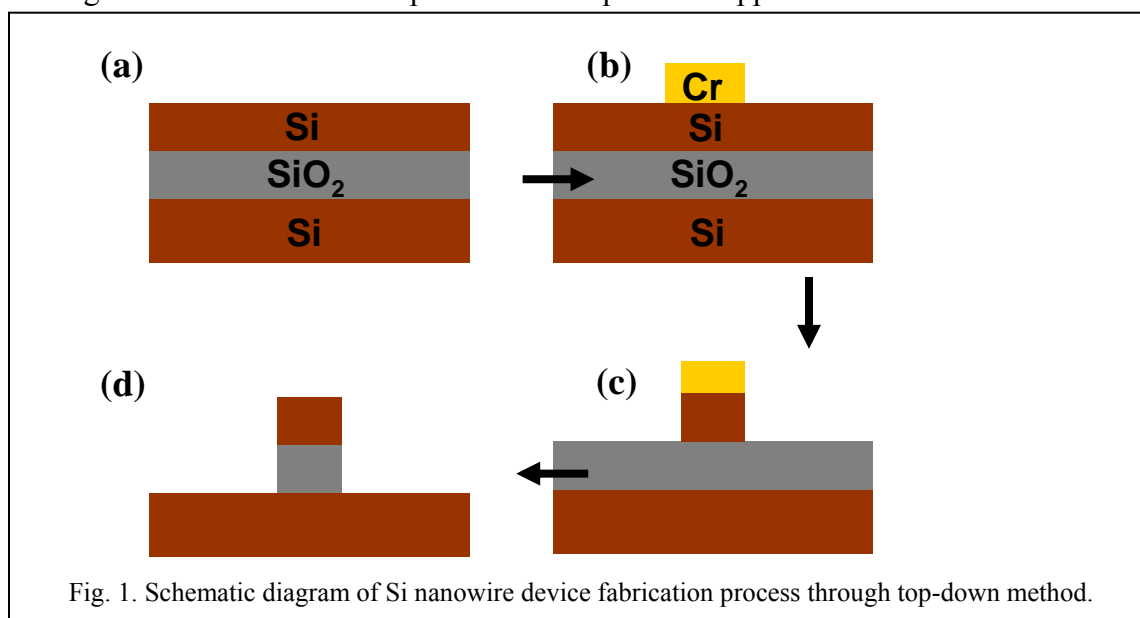 (a)
Si
SiO2
Si
(b)
Cr
Si
SiO2
Si
(d)
(c)
Fig. 1. Schematic diagram of Si nanowire device fabrication process through top-down method.